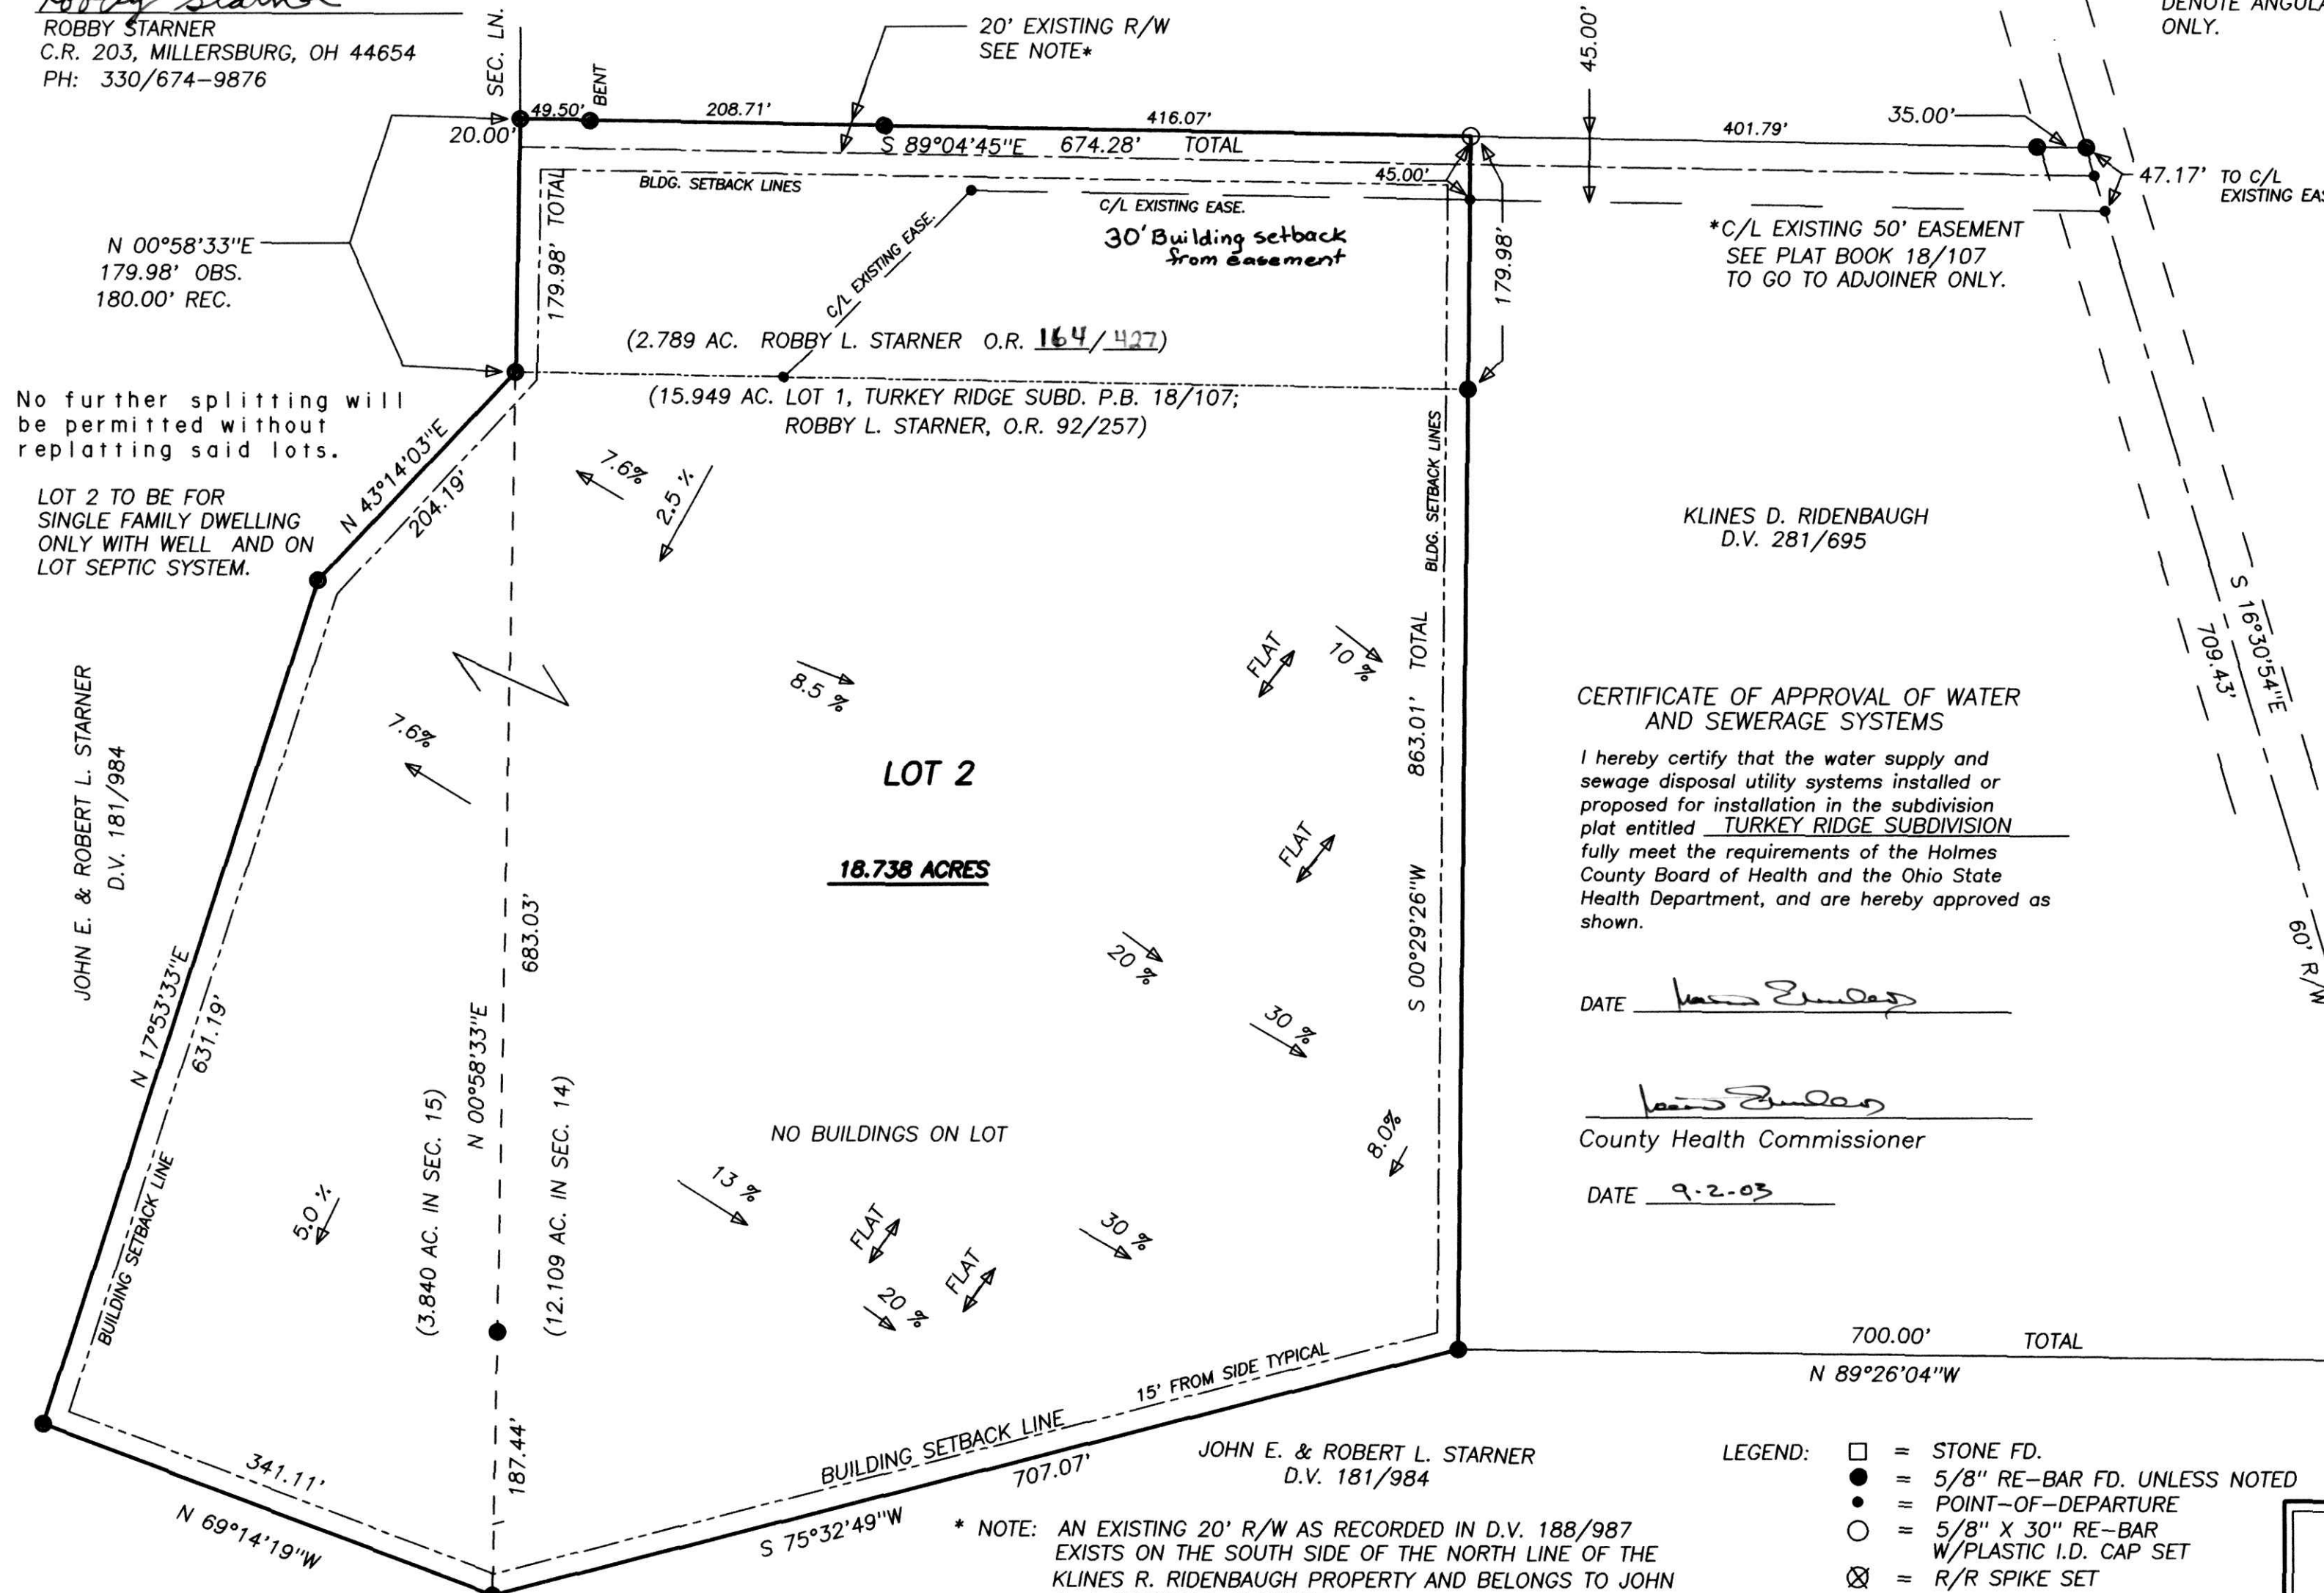 Robby Starner
ROBBY STARNER
C.R. 203, MILLERSBURG, OH 44654
PH: 330/674-9876
SEC. LN.
20' EXISTING R/W
SEE NOTE*
45.00'
DENOTE ANGULA
ONLY.
49.50'
BENT
208.71'
416.07'
401.79'
35.00'
20.00'
S 89°04'45"E 674.28' TOTAL
BLDG. SETBACK LINES
45.00'
47.17' TO C/L
EXISTING EAS
C/L EXISTING EASE.
C/L EXISTING EASE.
30' Building setback
from easement
*C/L EXISTING 50' EASEMENT
SEE PLAT BOOK 18/107
TO GO TO ADJOINER ONLY.
N 00°58'33"E
179.98' OBS.
180.00' REC.
179.98' TOTAL
179.98'
(2.789 AC. ROBBY L. STARNER O.R. 164/427)
(15.949 AC. LOT 1, TURKEY RIDGE SUBD. P.B. 18/107;
ROBBY L. STARNER, O.R. 92/257)
No further splitting will
be permitted without
replatting said lots.
LOT 2 TO BE FOR
SINGLE FAMILY DWELLING
ONLY WITH WELL AND ON
LOT SEPTIC SYSTEM.
N 43°14'03"E
204.19'
7.6%
2.5 %
BLDG. SETBACK LINES
KLINES D. RIDENBAUGH
D.V. 281/695
S 16°30'54"E
709.43'
60' R/W
JOHN E. & ROBERT L. STARNER
D.V. 181/984
7.6%
8.5 %
FLAT
10 %
863.01' TOTAL
S 00°29'26"W
LOT 2
18.738 ACRES
FLAT
20 %
30 %
8.0%
CERTIFICATE OF APPROVAL OF WATER
AND SEWERAGE SYSTEMS
I hereby certify that the water supply and
sewage disposal utility systems installed or
proposed for installation in the subdivision
plat entitled TURKEY RIDGE SUBDIVISION
fully meet the requirements of the Holmes
County Board of Health and the Ohio State
Health Department, and are hereby approved as
shown.
DATE
County Health Commissioner
DATE 9-2-03
N 17°53'33"E
631.19'
BUILDING SETBACK LINE
683.03'
N 00°58'33"E
(3.840 AC. IN SEC. 15)
(12.109 AC. IN SEC. 14)
NO BUILDINGS ON LOT
5.0 %
13 %
FLAT
FLAT
20 %
30 %
187.44'
341.11'
N 69°14'19"W
BUILDING SETBACK LINE
15' FROM SIDE TYPICAL
707.07'
S 75°32'49"W
700.00' TOTAL
N 89°26'04"W
JOHN E. & ROBERT L. STARNER
D.V. 181/984
* NOTE: AN EXISTING 20' R/W AS RECORDED IN D.V. 188/987
EXISTS ON THE SOUTH SIDE OF THE NORTH LINE OF THE
KLINES R. RIDENBAUGH PROPERTY AND BELONGS TO JOHN
LEGEND:
= STONE FD.
= 5/8" RE-BAR FD. UNLESS NOTED
= POINT-OF-DEPARTURE
= 5/8" X 30" RE-BAR
W/PLASTIC I.D. CAP SET
= R/R SPIKE SET